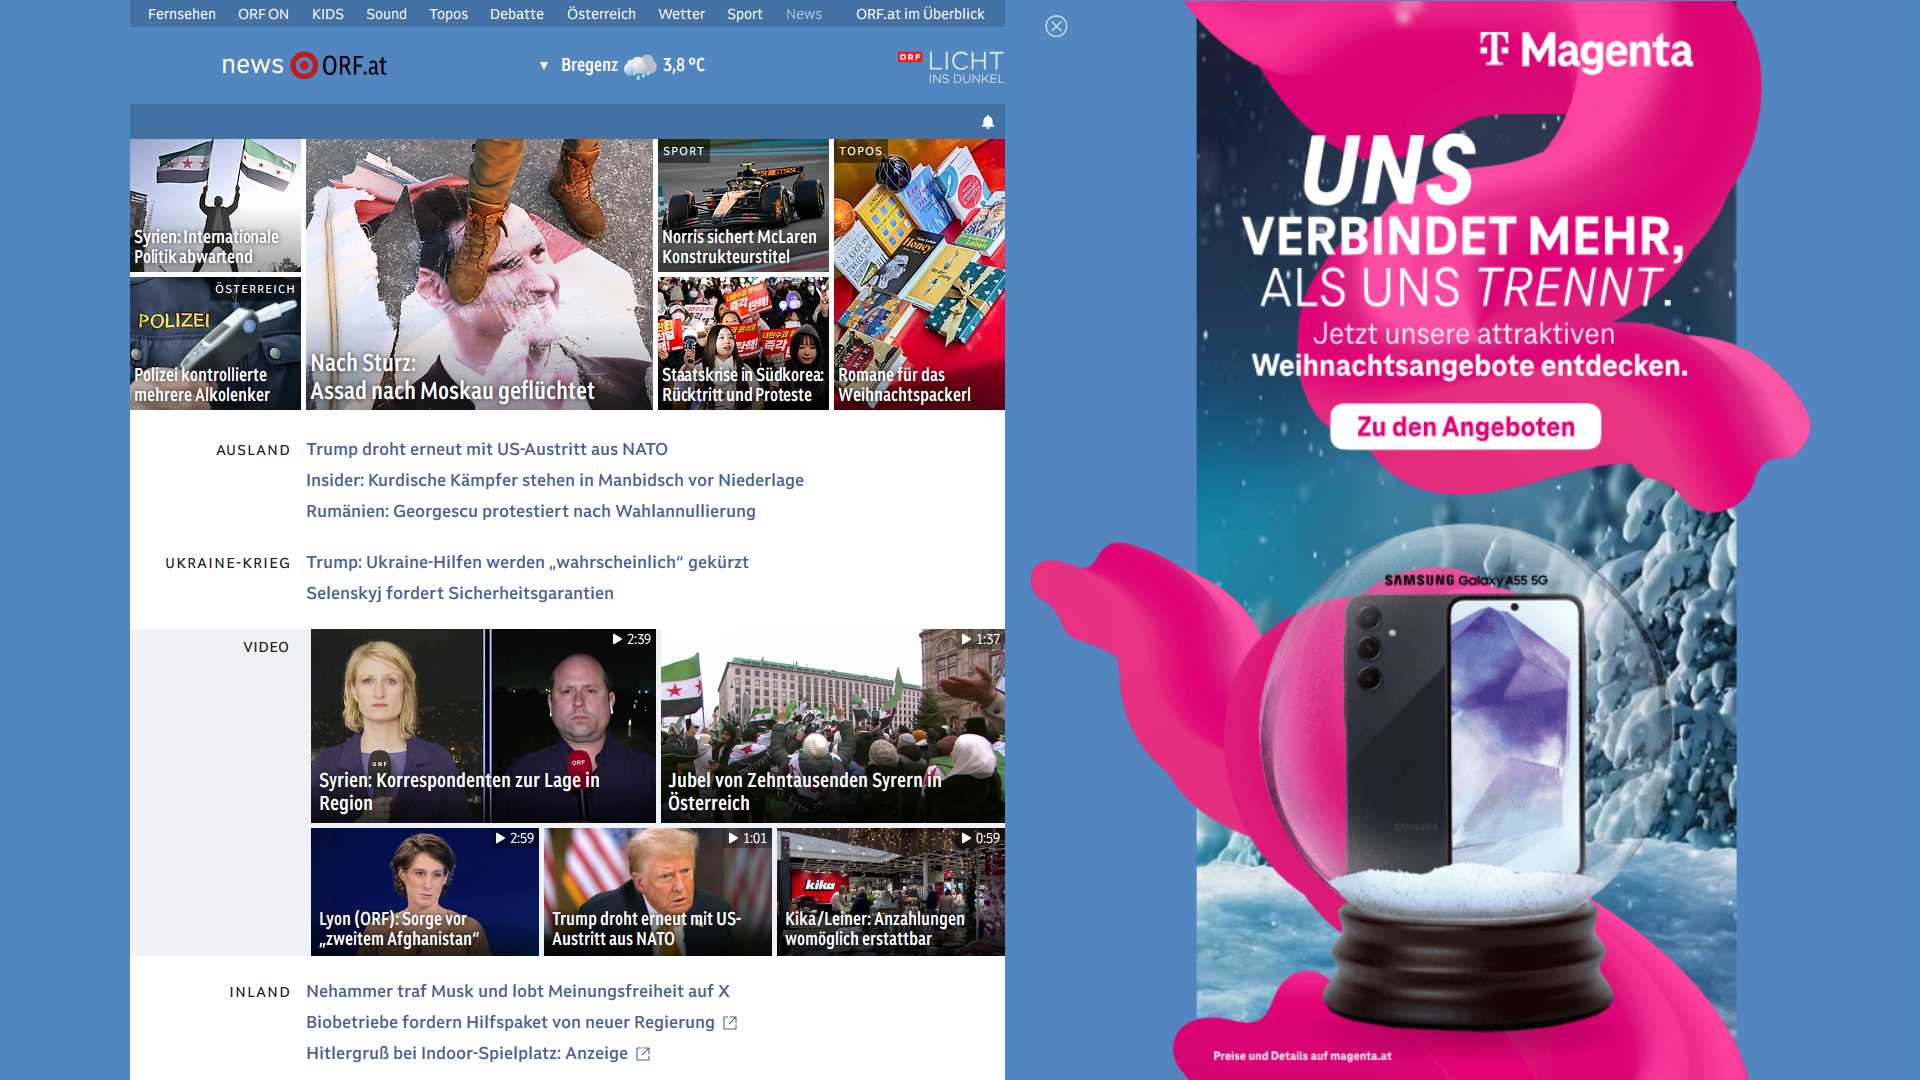 Fernsehen ORF ON KIDS Sound Topos Debatte Österreich Wetter Sport News ORF.at im Überblick
news ORF.at
Bregenz 3,8 °C
ORF LICHT
INS DUNKEL
Syrien: Internationale
Politik abwartend
ÖSTERREICH
POLIZEI
Polizei kontrollierte
mehrere Alkolenker
Nach Sturz:
Assad nach Moskau geflüchtet
SPORT
Norris sichert McLaren
Konstrukteurstitel
Staatskrise in Südkorea:
Rücktritt und Proteste
TOPOS
Honey
Romane für das
Weihnachtspackerl
AUSLAND
Trump droht erneut mit US-Austritt aus NATO
Insider: Kurdische Kämpfer stehen in Manbidsch vor Niederlage
Rumänien: Georgescu protestiert nach Wahlannullierung
UKRAINE-KRIEG
Trump: Ukraine-Hilfen werden „wahrscheinlich“ gekürzt
Selenskyj fordert Sicherheitsgarantien
VIDEO
2:39
ORF
ORF
Syrien: Korrespondenten zur Lage in
Region
1:37
Jubel von Zehntausenden Syrern in
Österreich
2:59
Lyon (ORF): Sorge vor
„zweitem Afghanistan“
1:01
Trump droht erneut mit US-
Austritt aus NATO
0:59
kika
Kika/Leiner: Anzahlungen
womöglich erstattbar
INLAND
Nehammer traf Musk und lobt Meinungsfreiheit auf X
Biobetriebe fordern Hilfspaket von neuer Regierung
Hitlergruß bei Indoor-Spielplatz: Anzeige
T Magenta
UNS
VERBINDET MEHR,
ALS UNS TRENNT.
Jetzt unsere attraktiven
Weihnachtsangebote entdecken.
Zu den Angeboten
SAMSUNG Galaxy A55 5G
SAMSUNG
Preise und Details auf magenta.at